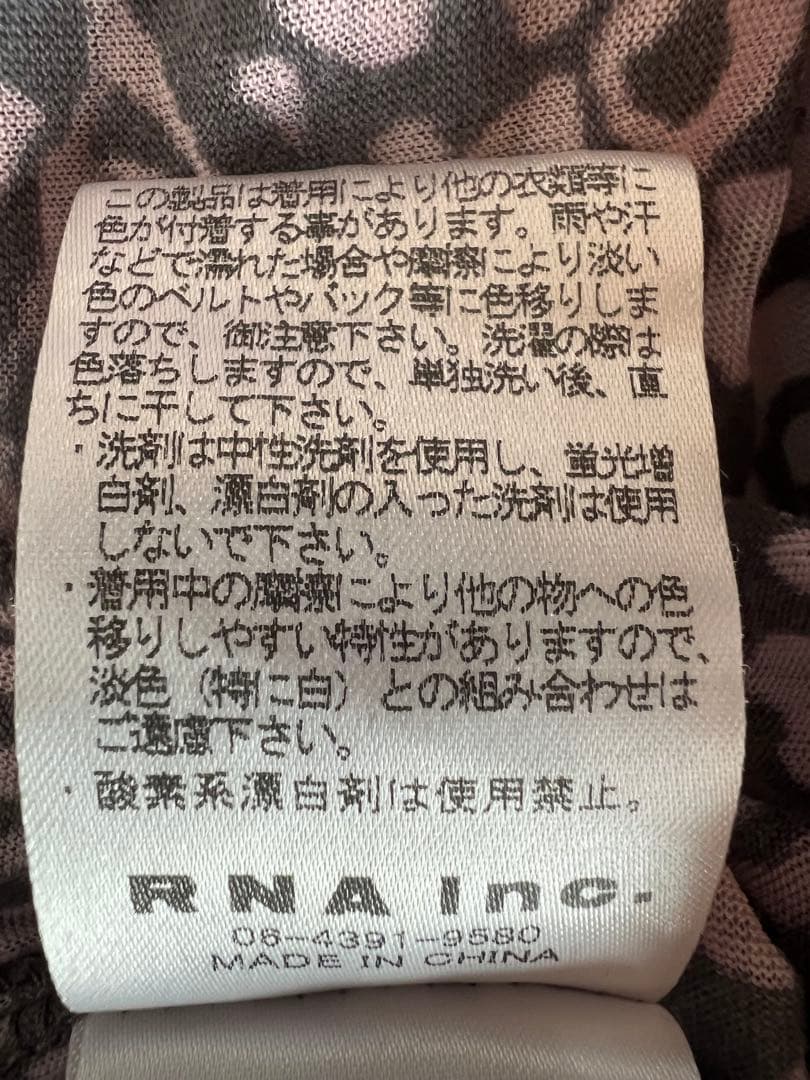 この製品は着用により他の衣類等に
色が付着する事があります。雨や汗
などで濡れた場合や摩擦により淡い
色のベルトやバック等に色移りしま
すので、御注意下さい。洗濯の際は
色落ちしますので、単独洗い後、直
ちに干して下さい。
・洗剤は中性洗剤を使用し、蛍光増
白剤、漂白剤の入った洗剤は使用
しないで下さい。
・着用中の摩擦により他の物への色
移りしやすい特性がありますので、
淡色（特に白）との組み合わせは
ご遠慮下さい。
・酸素系漂白剤は使用禁止。
RNA Inc.
06-4391-9580
MADE IN CHINA